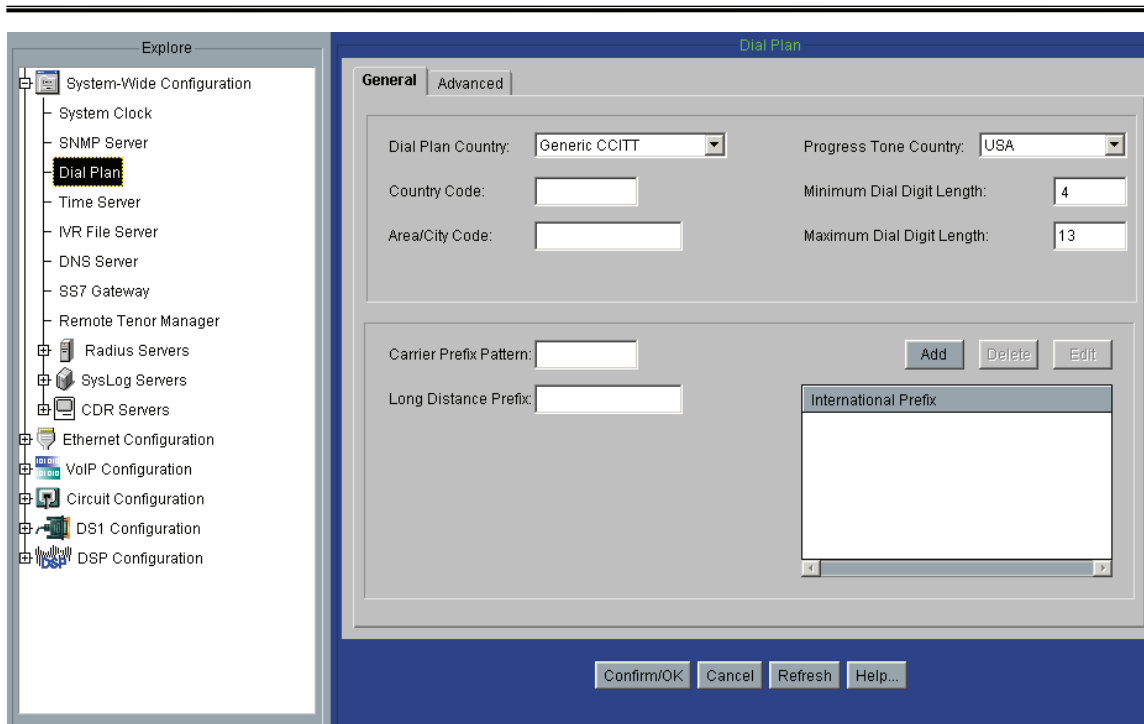 Explore
System-Wide Configuration
System Clock
SNMP Server
Dial Plan
Time Server
IVR File Server
DNS Server
SS7 Gateway
Remote Tenor Manager
Radius Servers
SysLog Servers
CDR Servers
Ethernet Configuration
VoIP Configuration
Circuit Configuration
DS1 Configuration
DSP DSP Configuration
Dial Plan
General Advanced
Dial Plan Country: Generic CCITT Progress Tone Country: USA
Country Code: Minimum Dial Digit Length: 4
Area/City Code: Maximum Dial Digit Length: 13
Carrier Prefix Pattern: Add Delete Edit
Long Distance Prefix: International Prefix
Confirm/OK Cancel Refresh Help...